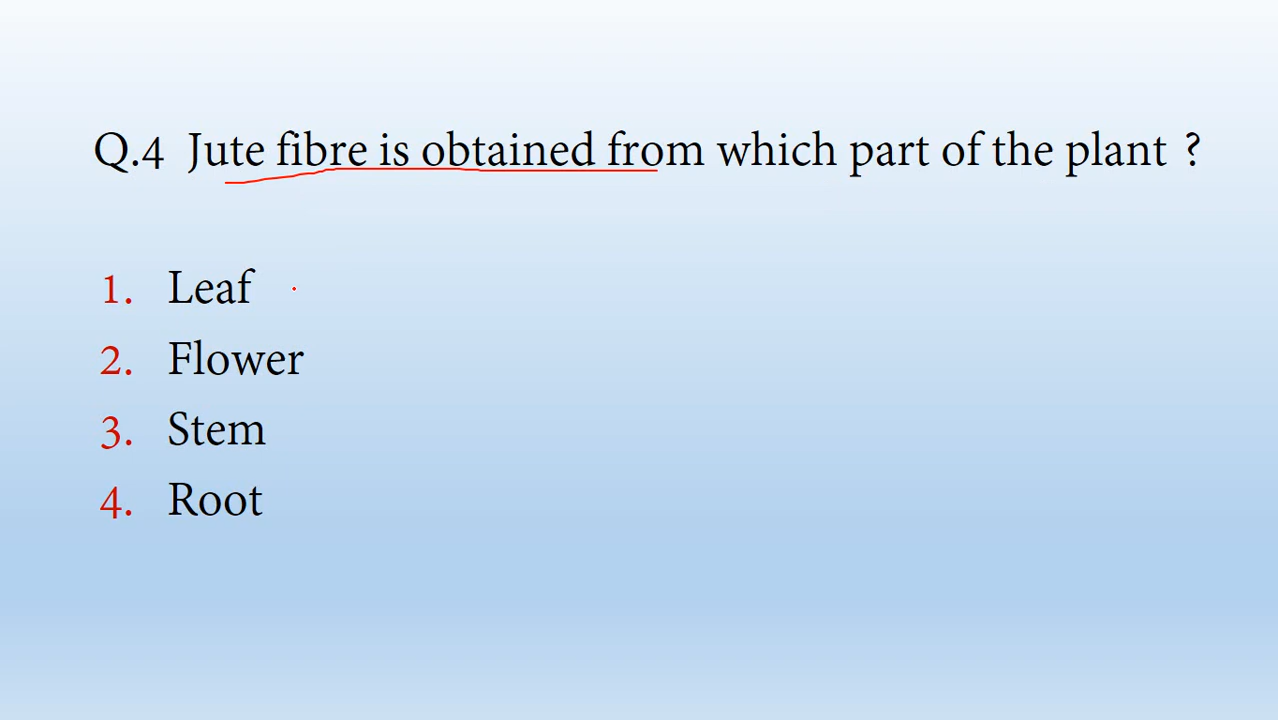 Q.4 Jute fibre is obtained from which part of the plant ?
1. Leaf
2. Flower
3. Stem
4. Root